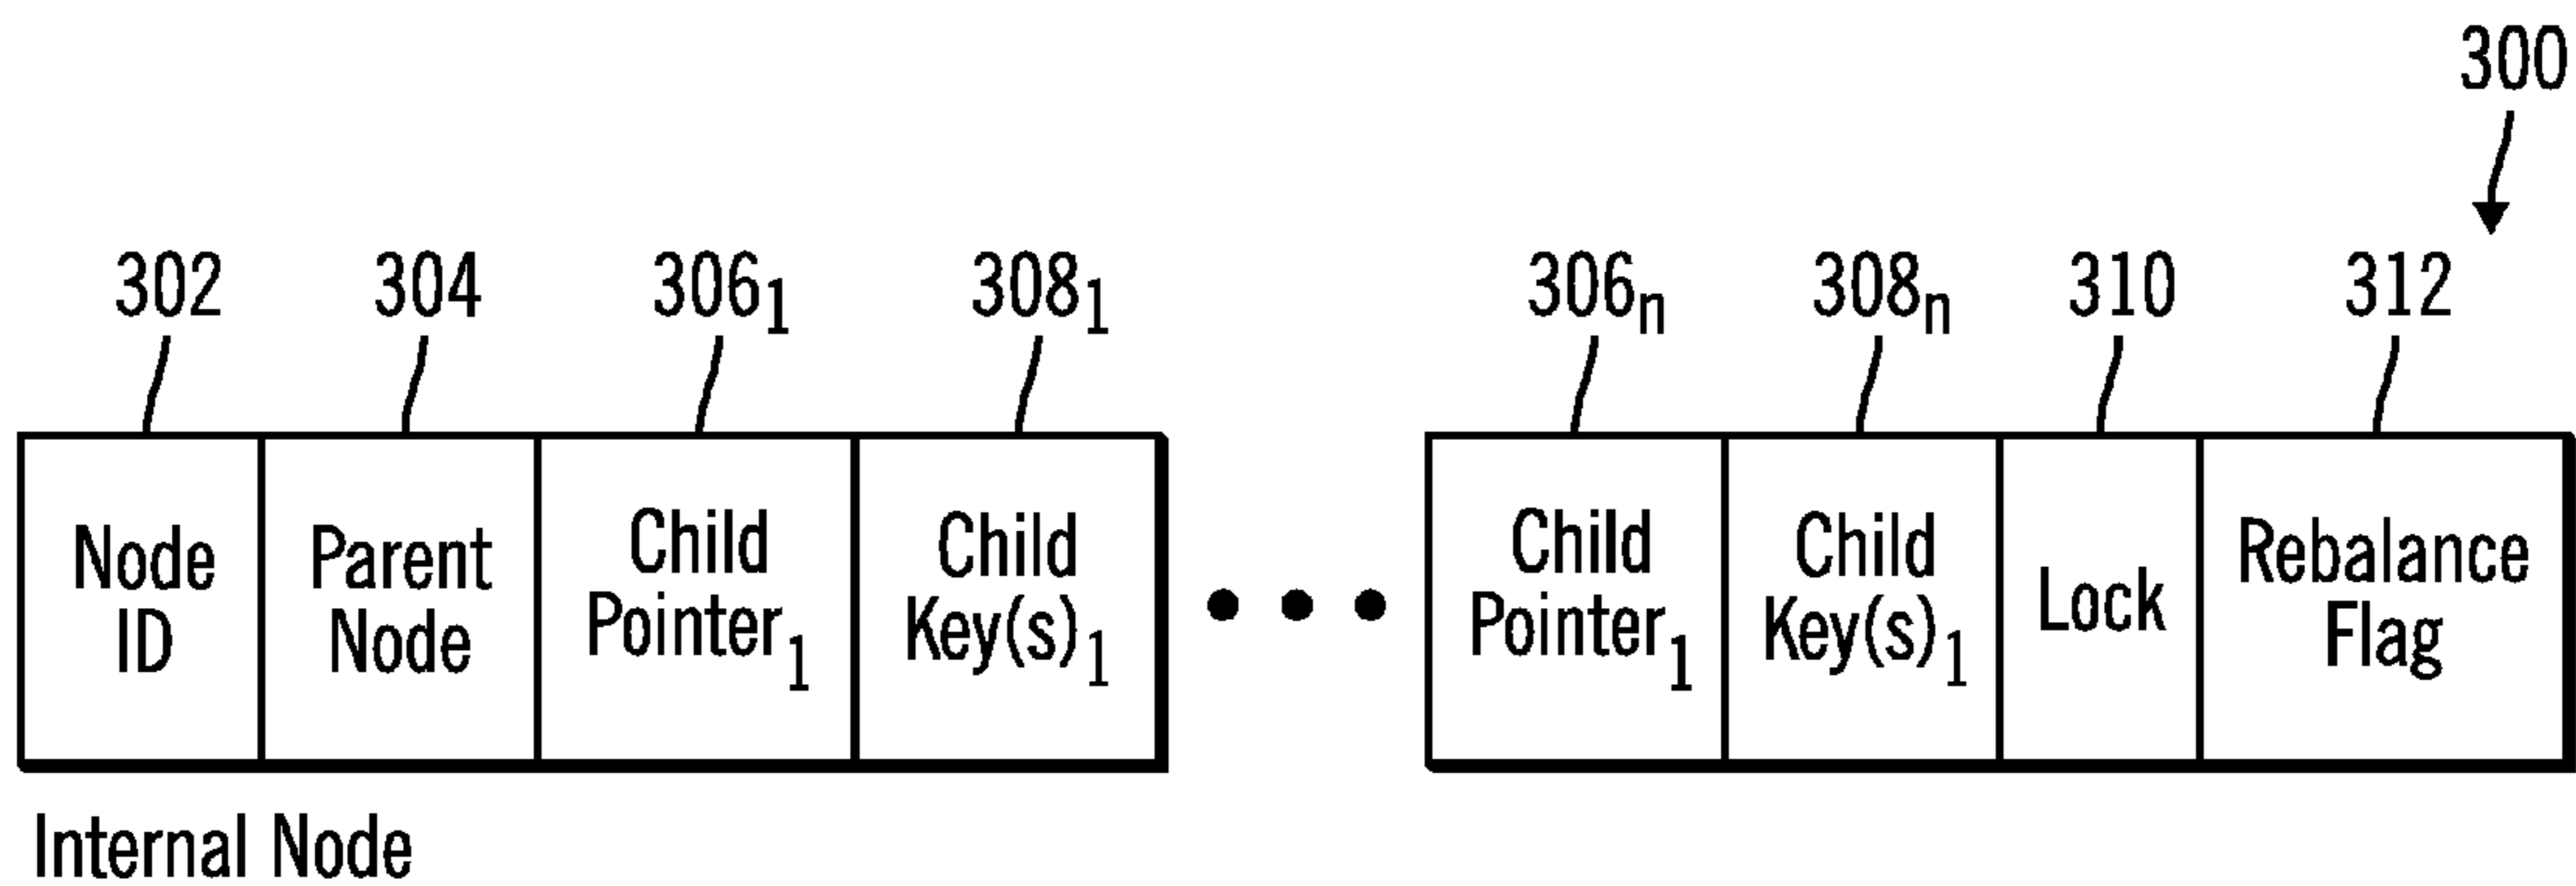 300
302 304 306₁ 308₁ 306ₙ 308ₙ 310 312
Node ID
Parent Node
Child Pointer₁
Child Key(s)₁
Child Pointer₁
Child Key(s)₁
Lock
Rebalance Flag
Internal Node